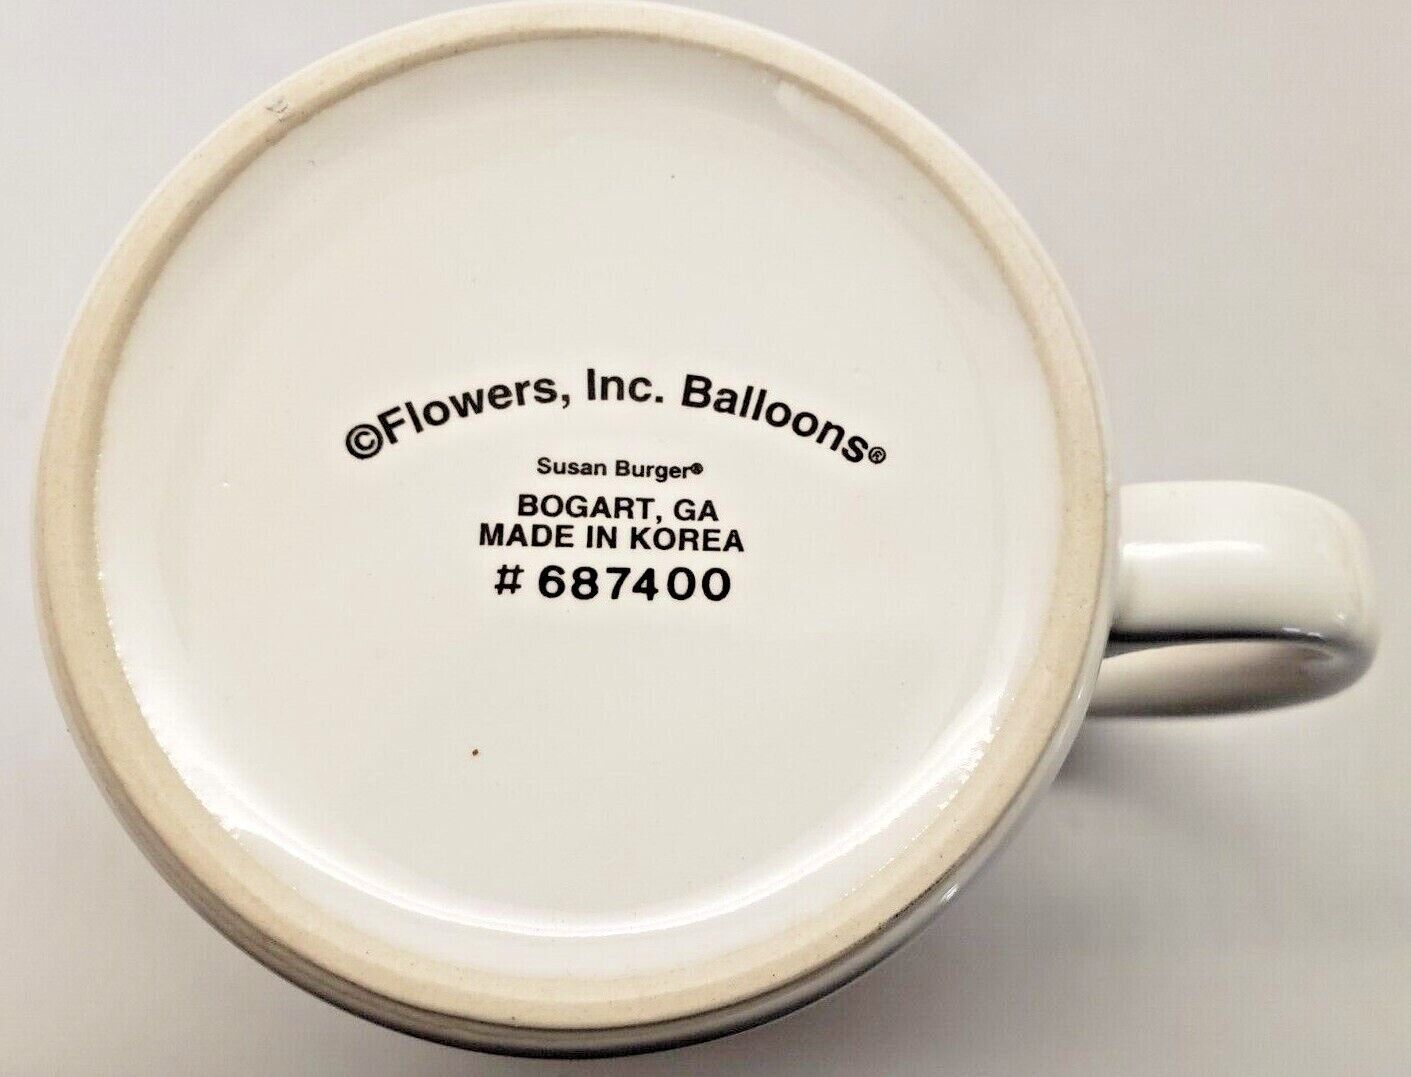 ©Flowers, Inc. Balloons®
Susan Burger®
BOGART, GA
MADE IN KOREA
# 687400